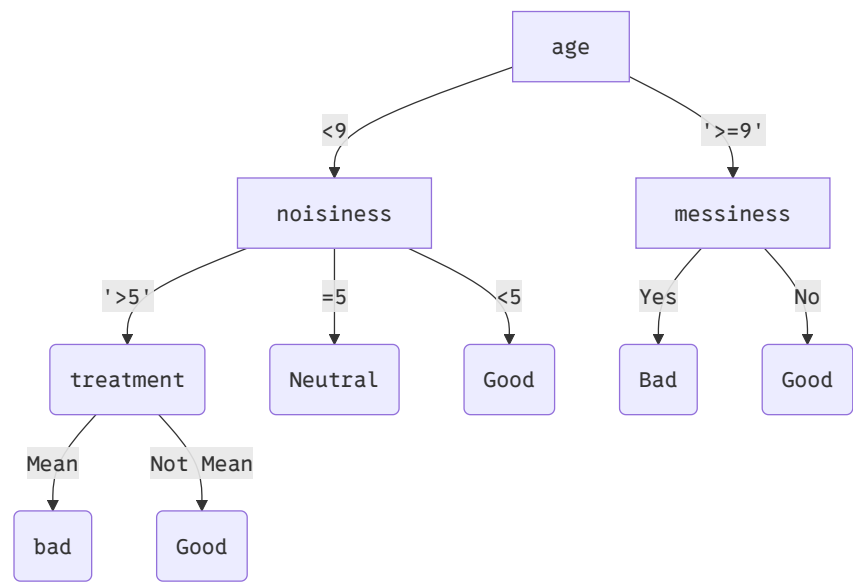 age
<9
'>=9'
noisiness
messiness
'>5'
=5
<5
Yes
No
treatment
Neutral
Good
Bad
Good
Mean
Not Mean
bad
Good